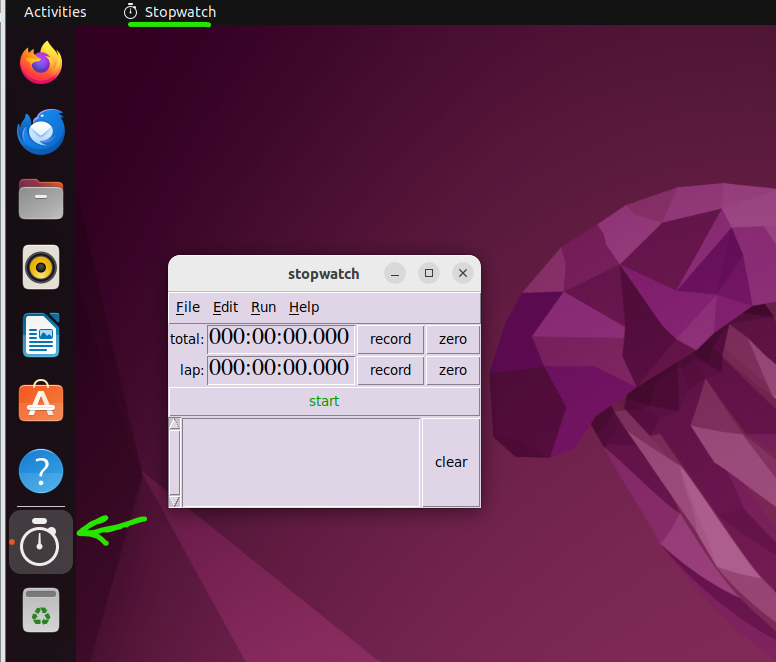 Activities Stopwatch
stopwatch
File Edit Run Help
total: 000:00:00.000 record zero
lap: 000:00:00.000 record zero
start
clear